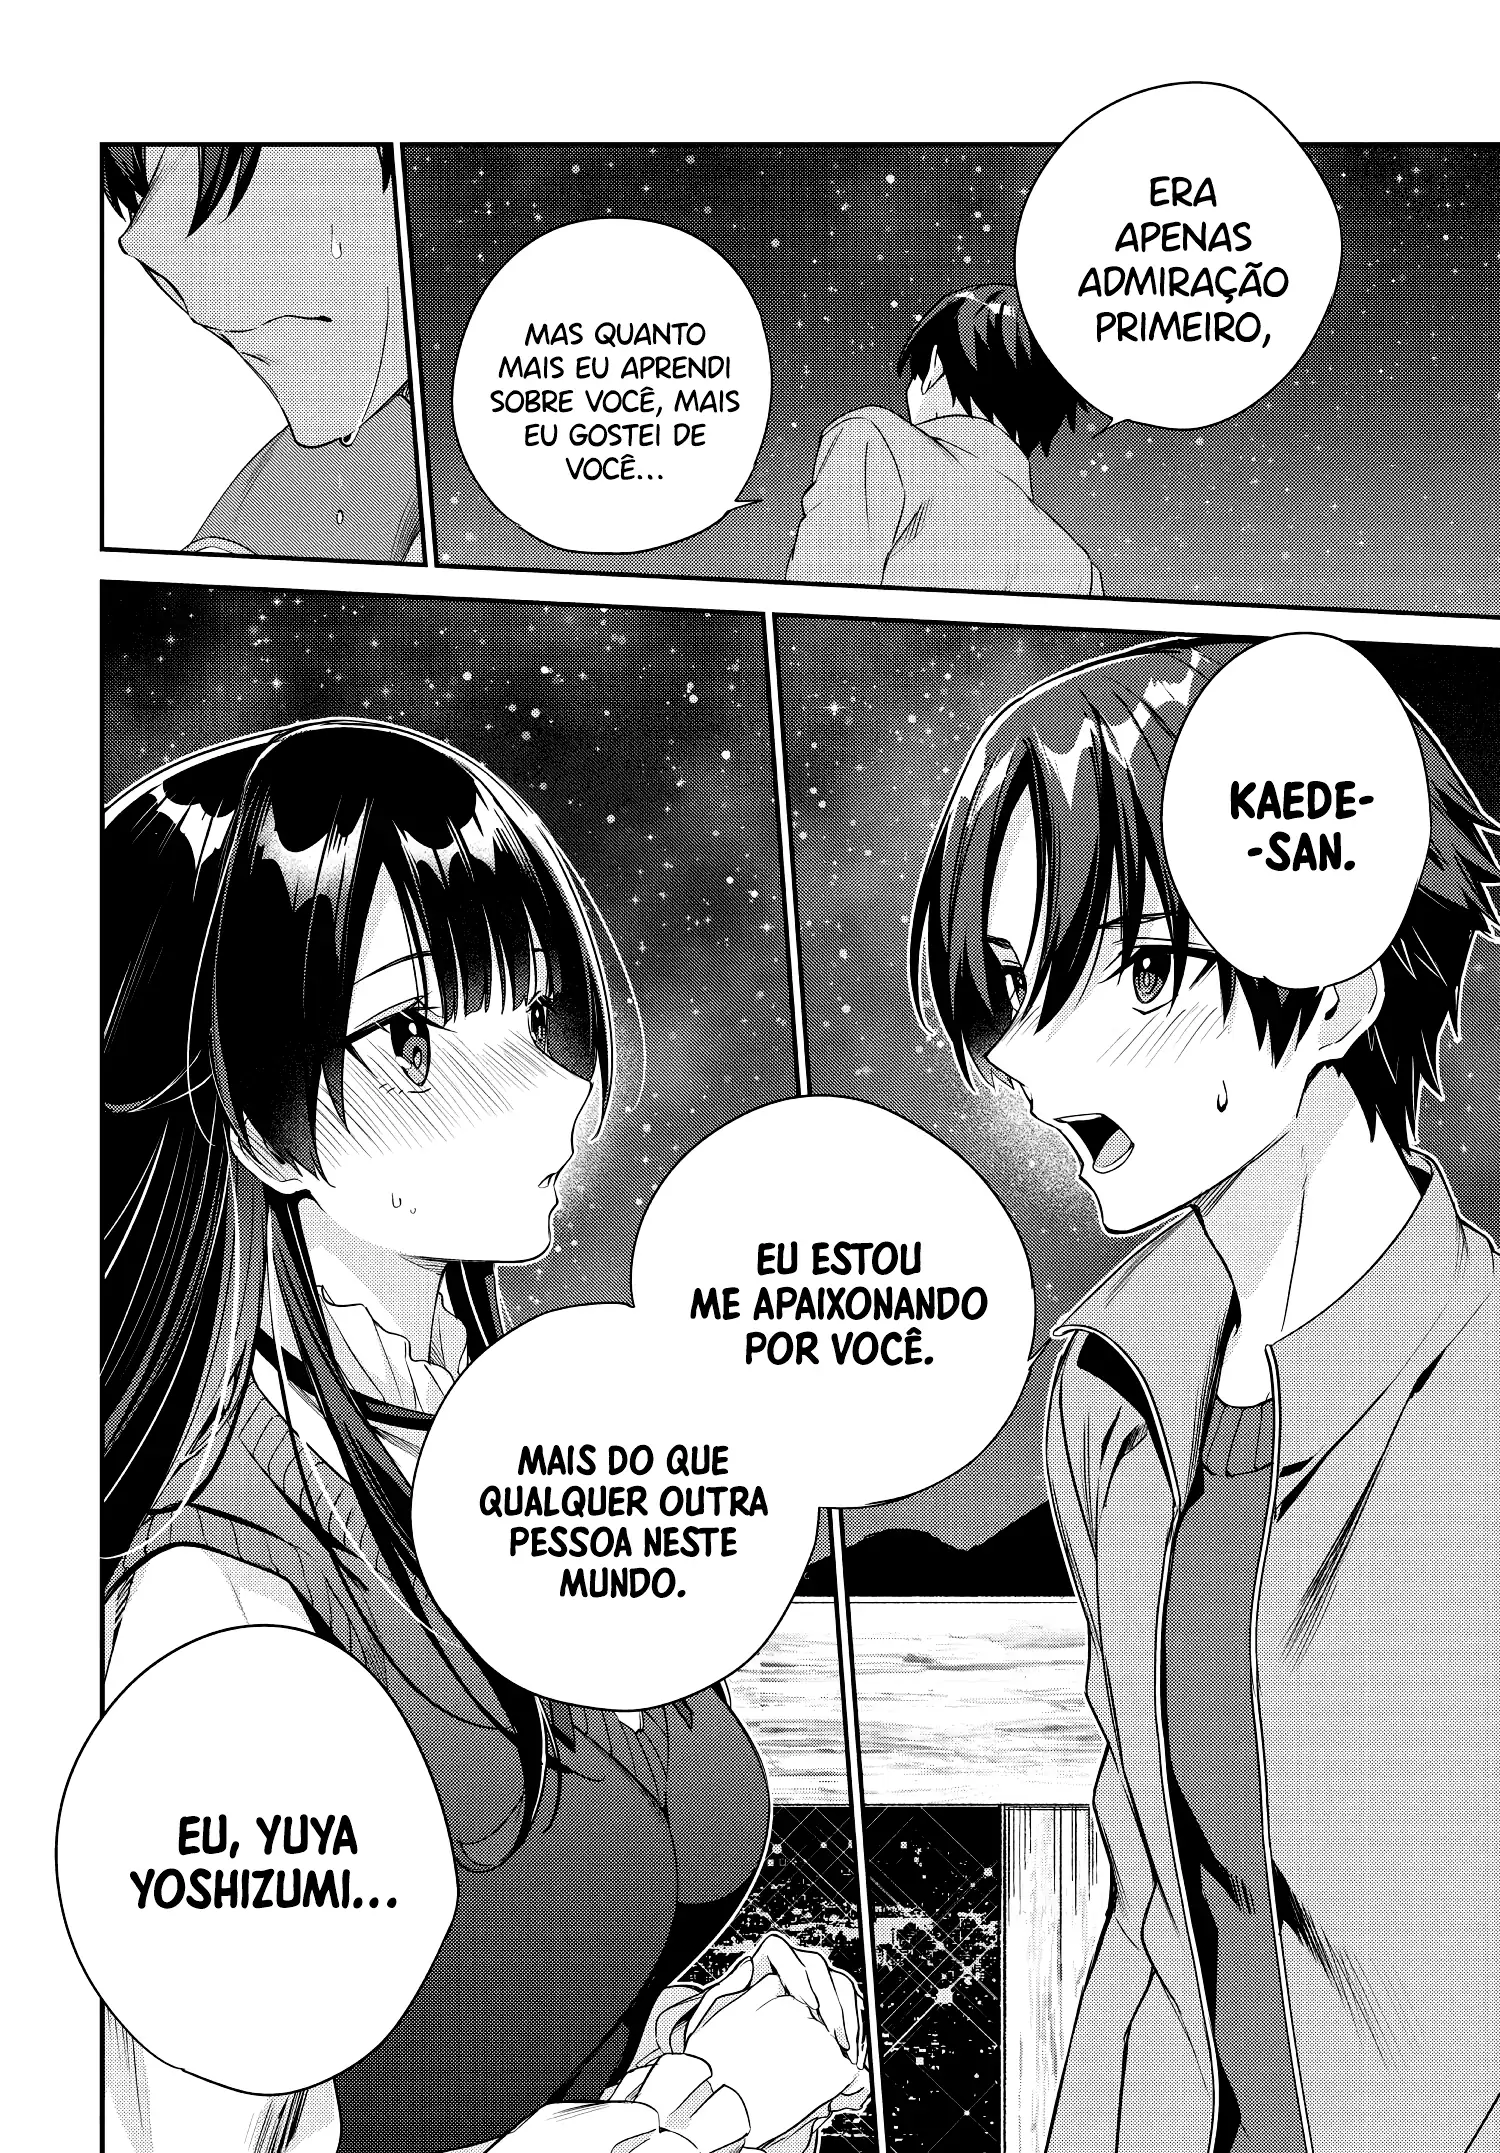 ERA
APENAS
ADMIRAÇÃO
PRIMEIRO,
MAS QUANTO
MAIS EU APRENDI
SOBRE VOCÊ, MAIS
EU GOSTEI DE
VOCÊ...
KAEDE-
-SAN.
EU ESTOU
ME APAIXONANDO
POR VOCÊ.
MAIS DO QUE
QUALQUER OUTRA
PESSOA NESTE
MUNDO.
EU, YUYA
YOSHIZUMI...